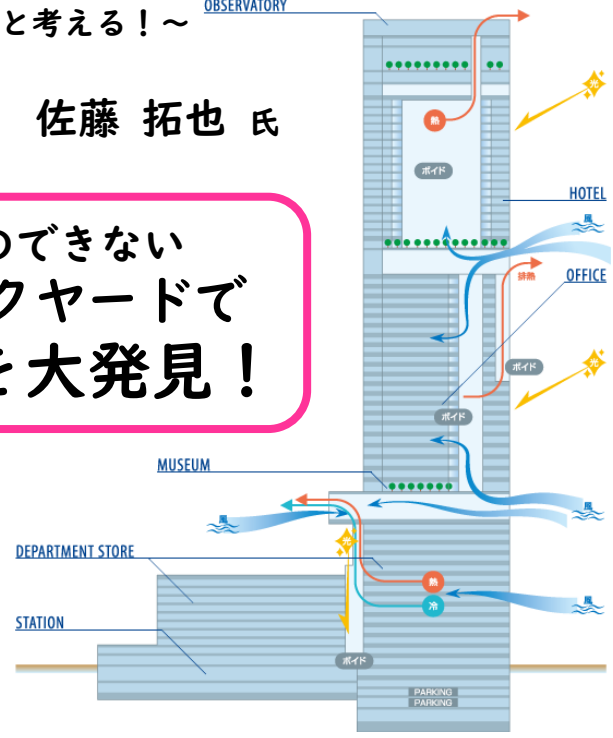 OBSERVATORY
と考える！～
佐藤 拓也 氏
のできない
クヤードで
を大発見！
光
熱
ボイド
HOTEL
風
排熱
OFFICE
光
ボイド
ボイド
MUSEUM
風
風
光
DEPARTMENT STORE
熱
冷
風
STATION
ボイド
PARKING
PARKING